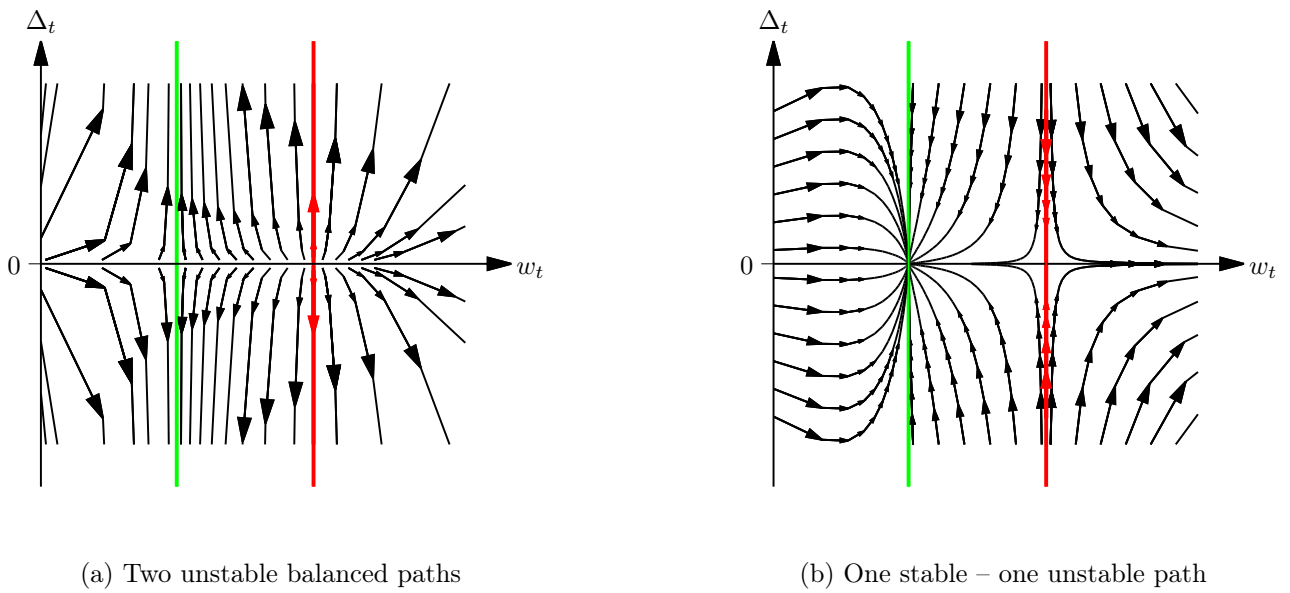 Δt
Δt
0
wt
0
wt
(a) Two unstable balanced paths
(b) One stable – one unstable path